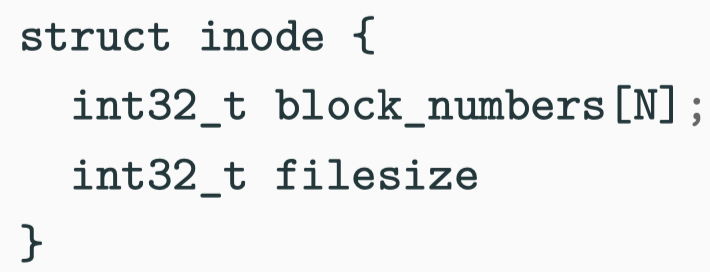 struct inode {
int32_t block_numbers[N];
int32_t filesize
}